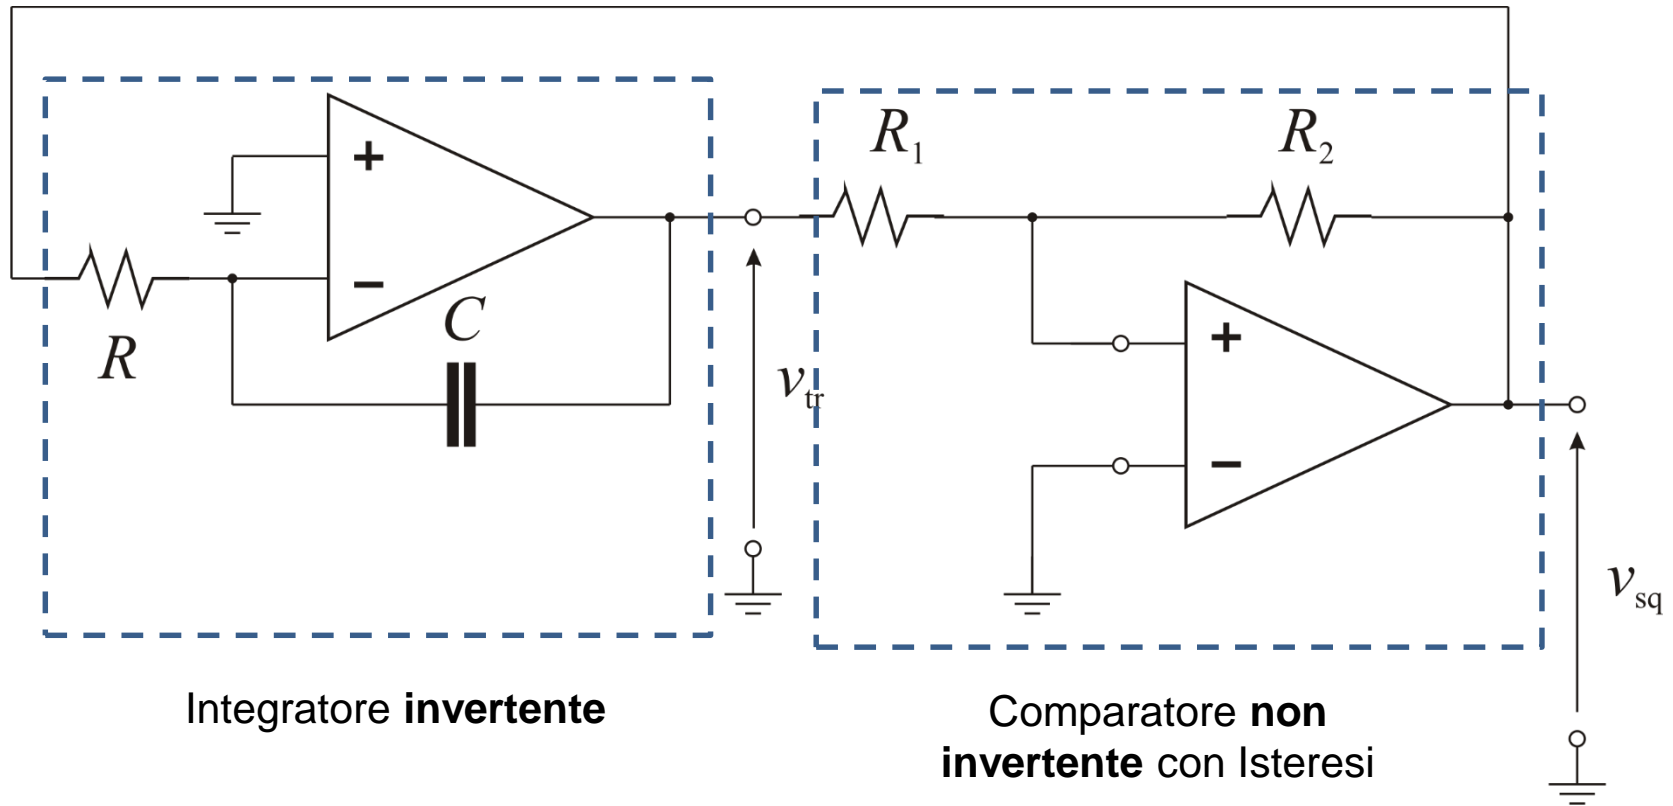 R₁
R₂
+
−
C
R
v_tr
+
−
v_sq
Integratore invertente
Comparatore non
invertente con Isteresi